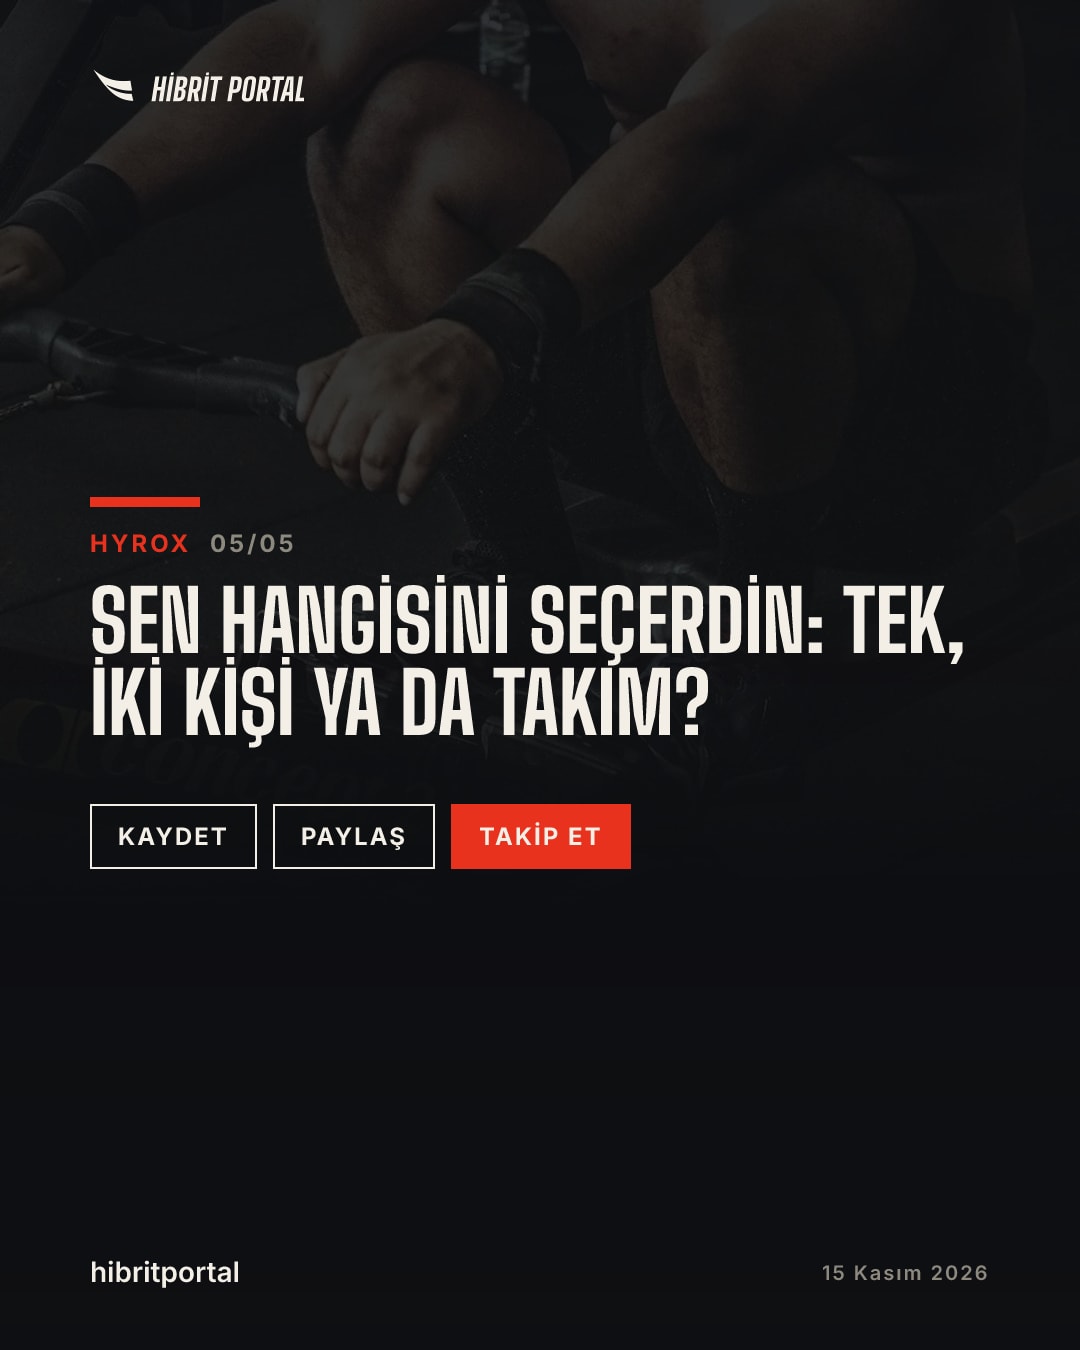 HİBRİT PORTAL
HYROX 05/05
SEN HANGİSİNİ SEÇERDİN: TEK,
İKİ KİŞİ YA DA TAKIM?
KAYDET PAYLAŞ TAKİP ET
hibritportal
15 Kasım 2026